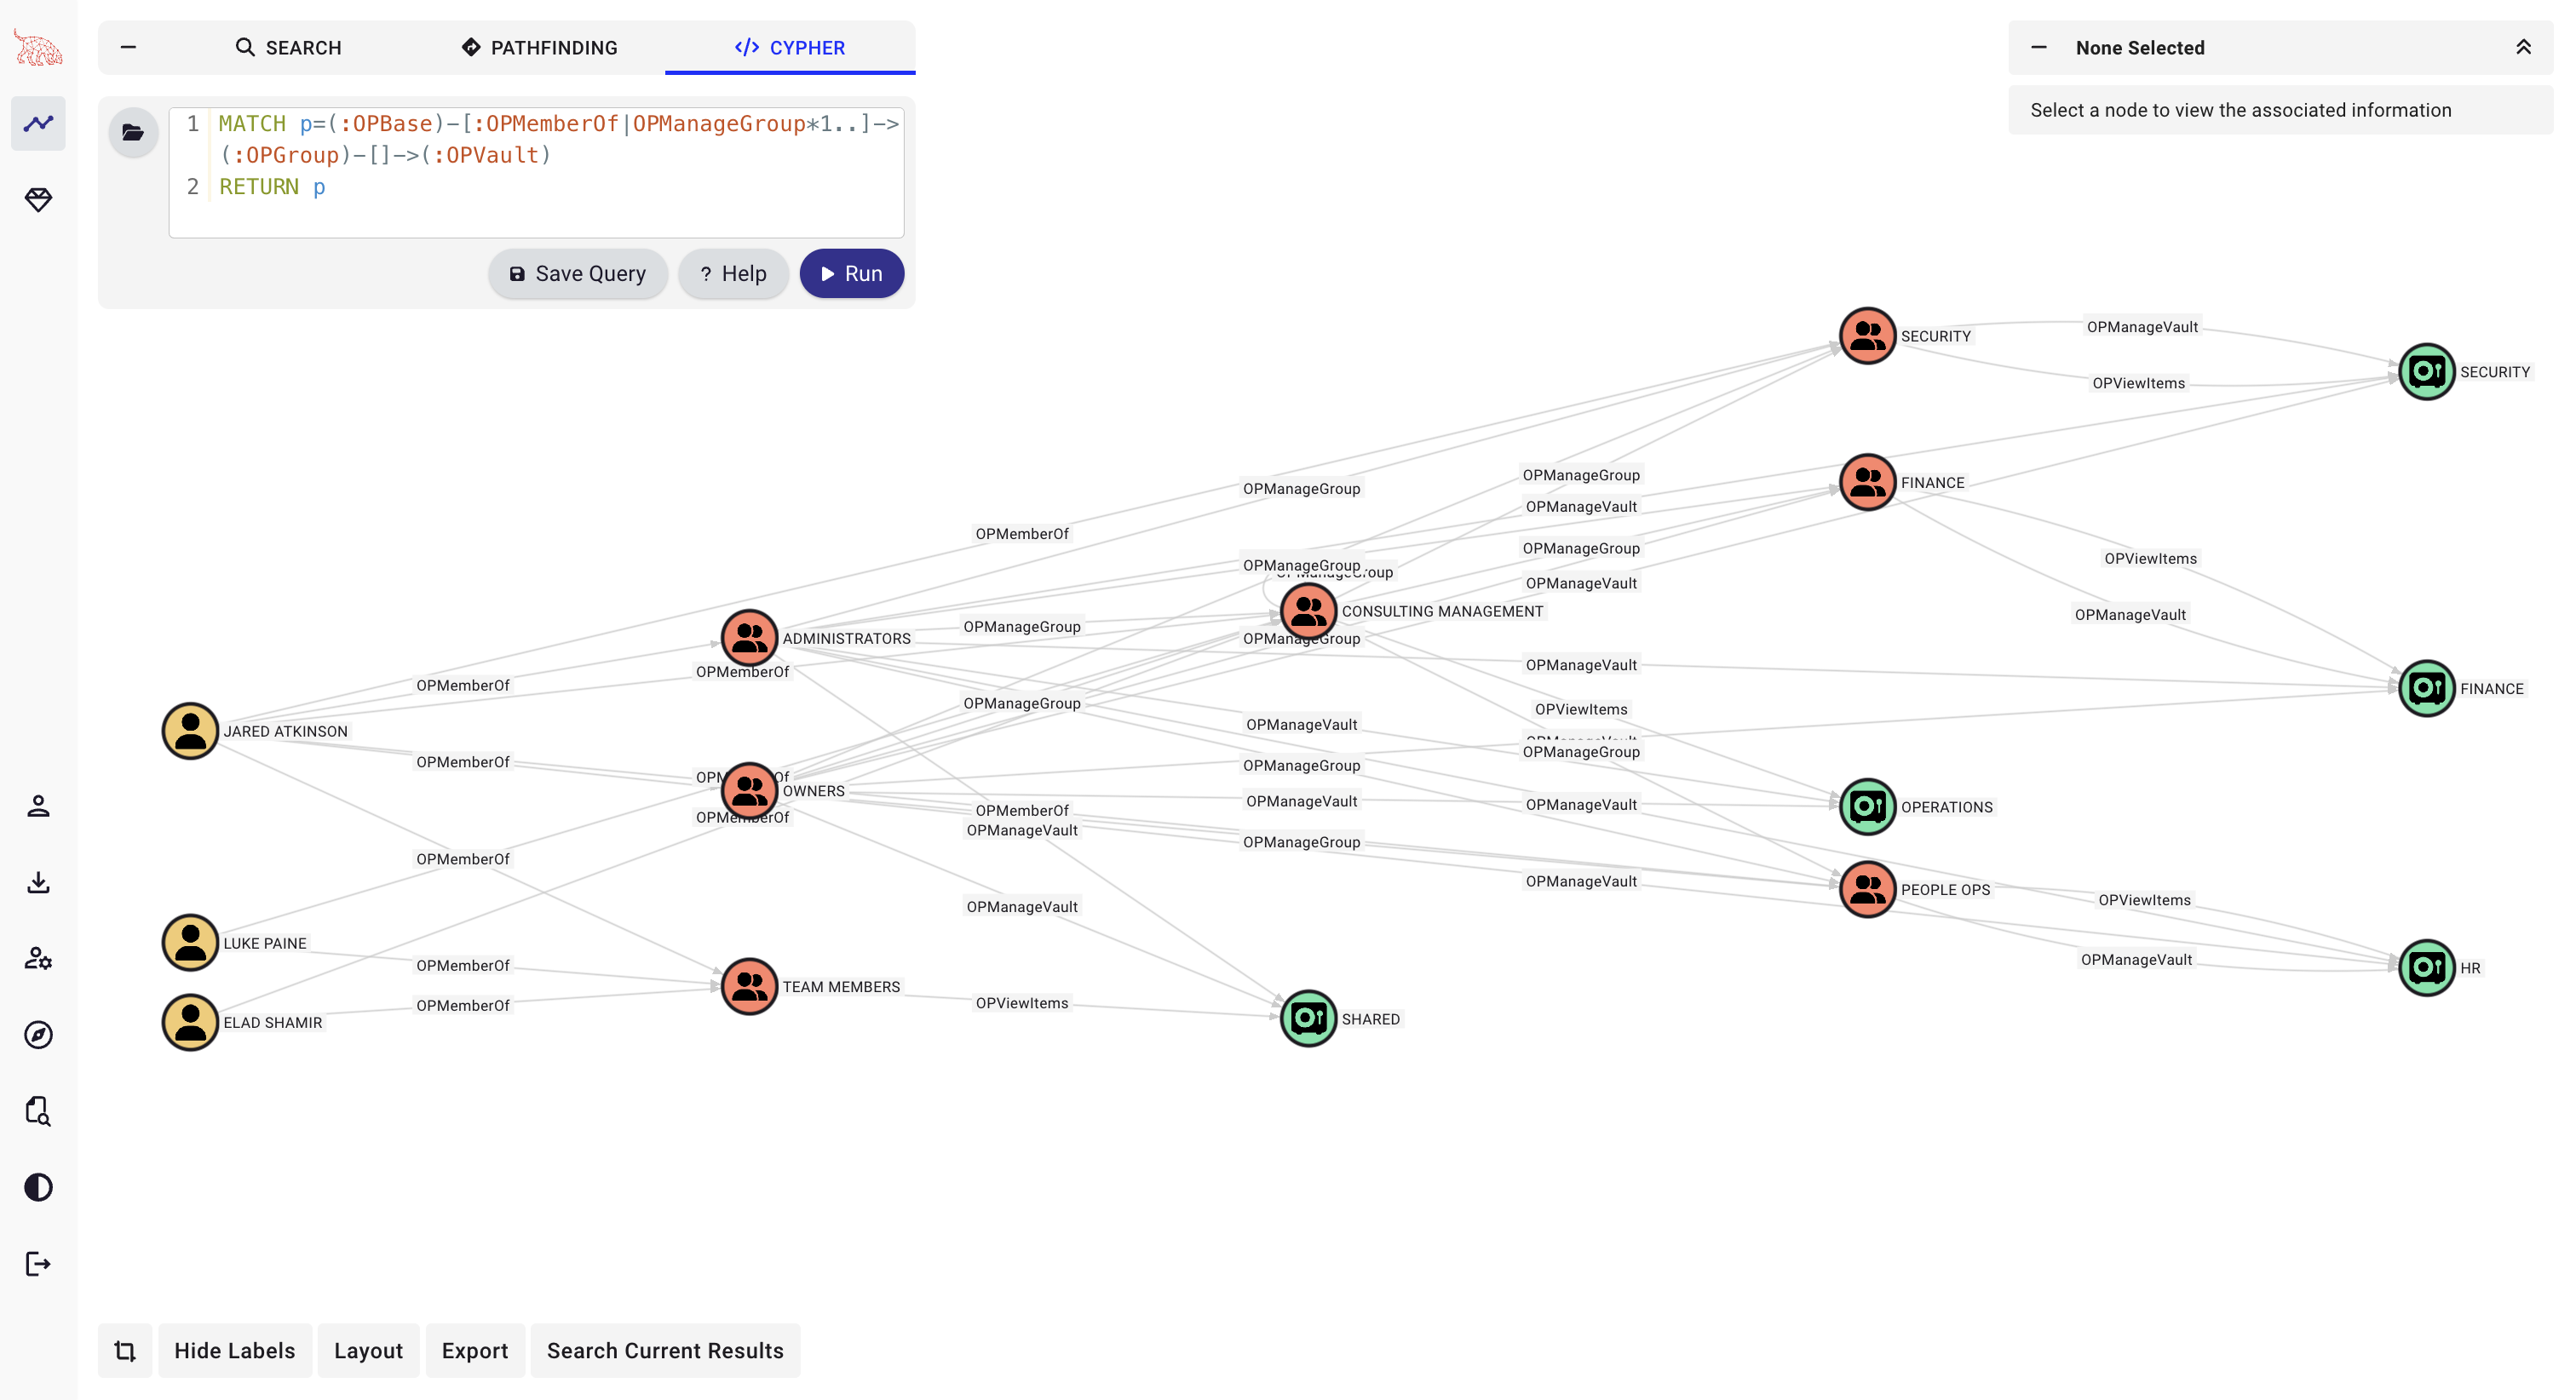 SEARCH
PATHFINDING
</> CYPHER
None Selected
Select a node to view the associated information
1 MATCH p=(:OPBase)-[:OPMemberOf|OPManageGroup*1..]->
(:OPGroup)-[]->(:OPVault)
2 RETURN p
Save Query
? Help
Run
SECURITY
OPManageVault
OPViewItems
SECURITY
OPManageGroup
OPManageGroup
FINANCE
OPManageVault
OPMemberOf
OPManageGroup
OPViewItems
OPManageGroup
OPManageVault
CONSULTING MANAGEMENT
OPManageVault
OPManageGroup
ADMINISTRATORS
OPManageGroup
OPManageVault
OPMemberOf
OPMemberOf
FINANCE
OPManageGroup
OPViewItems
OPManageVault
JARED ATKINSON
OPManageGroup
OPMemberOf
OPManageGroup
OWNERS
OPManageVault
OPManageVault
OPERATIONS
OPMemberOf
OPMemberOf
OPManageVault
OPManageGroup
OPMemberOf
OPManageVault
PEOPLE OPS
OPViewItems
OPManageVault
LUKE PAINE
OPManageVault
OPMemberOf
HR
TEAM MEMBERS
OPMemberOf
OPViewItems
ELAD SHAMIR
SHARED
Hide Labels
Layout
Export
Search Current Results